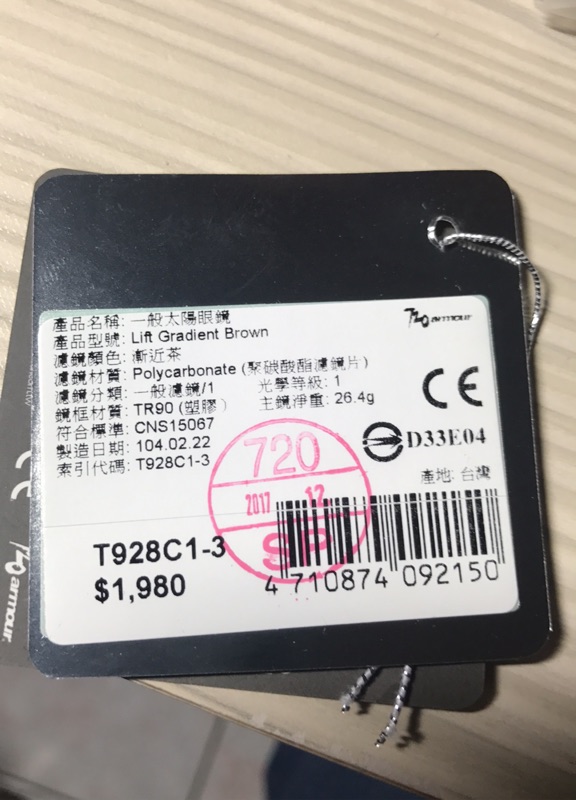 產品名稱: 一般太陽眼鏡
產品型號: Lift Gradient Brown
濾鏡顏色: 漸近茶
濾鏡材質: Polycarbonate (聚碳酸酯濾鏡片)
濾鏡分類: 一般濾鏡/1 光學等級: 1
鏡框材質: TR90 (塑膠) 主鏡淨重: 26.4g
符合標準: CNS15067
製造日期: 104.02.22
索引代碼: T928C1-3
720 armour
CE
D33E04
產地: 台灣
720
2017 12
SP
T928C1-3
$1,980
4 710874 092150
720 armour